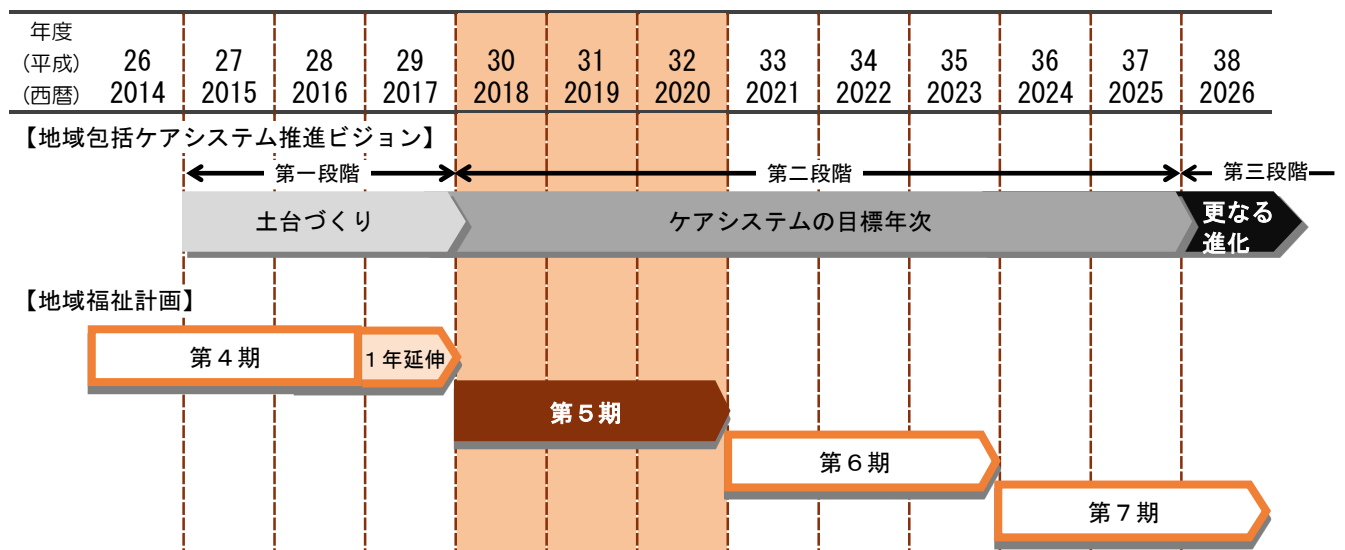 年度
(平成) 26 27 28 29 30 31 32 33 34 35 36 37 38
(西暦) 2014 2015 2016 2017 2018 2019 2020 2021 2022 2023 2024 2025 2026
【地域包括ケアシステム推進ビジョン】
第一段階 第二段階 第三段階
土台づくり ケアシステムの目標年次 更なる
進化
【地域福祉計画】
第４期 １年延伸
第５期
第６期
第７期